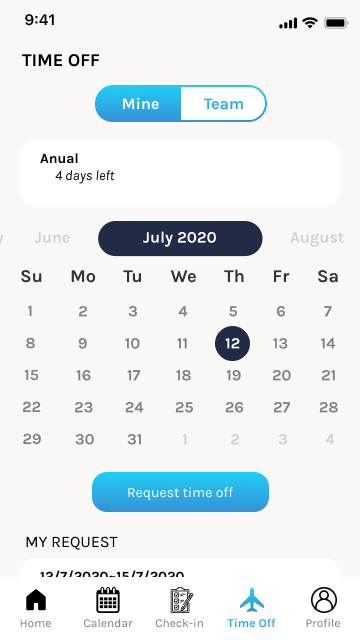 9:41
TIME OFF
Mine Team
Anual
4 days left
y June July 2020 August
Su Mo Tu We Th Fr Sa
1 2 3 4 5 6 7
8 9 10 11 12 13 14
15 16 17 18 19 20 21
22 23 24 25 26 27 28
29 30 31 1 2 3 4
Request time off
MY REQUEST
12/7/2020-15/7/2020
Home Calendar Check-in Time Off Profile